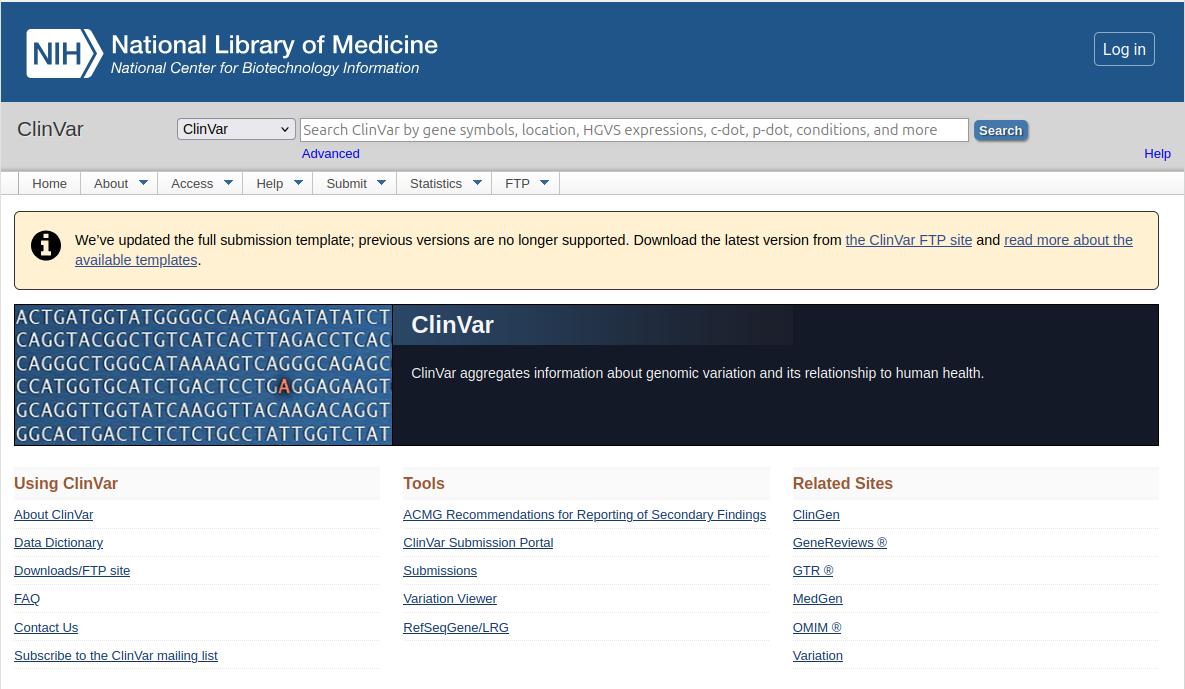 NIH National Library of Medicine
National Center for Biotechnology Information
Log in
ClinVar
ClinVar
Search ClinVar by gene symbols, location, HGVS expressions, c-dot, p-dot, conditions, and more
Search
Advanced
Help
Home About Access Help Submit Statistics FTP
We've updated the full submission template; previous versions are no longer supported. Download the latest version from the ClinVar FTP site and read more about the
available templates.
ACTGATGGTATGGGGCCAAGAGATATATCT
CAGGTACGGCTGTCATCACTTAGACCTCAC
CAGGGCTGGGCATAAAAGTCAGGGCAGAGC
CCATGGTGCATCTGACTCCTGAGGAGAAGT
GCAGGTTGGTATCAAGGTTACAAGACAGGT
GGCACTGACTCTCTCTGCCTATTGGTCTAT
ClinVar
ClinVar aggregates information about genomic variation and its relationship to human health.
Using ClinVar
About ClinVar
Data Dictionary
Downloads/FTP site
FAQ
Contact Us
Subscribe to the ClinVar mailing list
Tools
ACMG Recommendations for Reporting of Secondary Findings
ClinVar Submission Portal
Submissions
Variation Viewer
RefSeqGene/LRG
Related Sites
ClinGen
GeneReviews ®
GTR ®
MedGen
OMIM ®
Variation